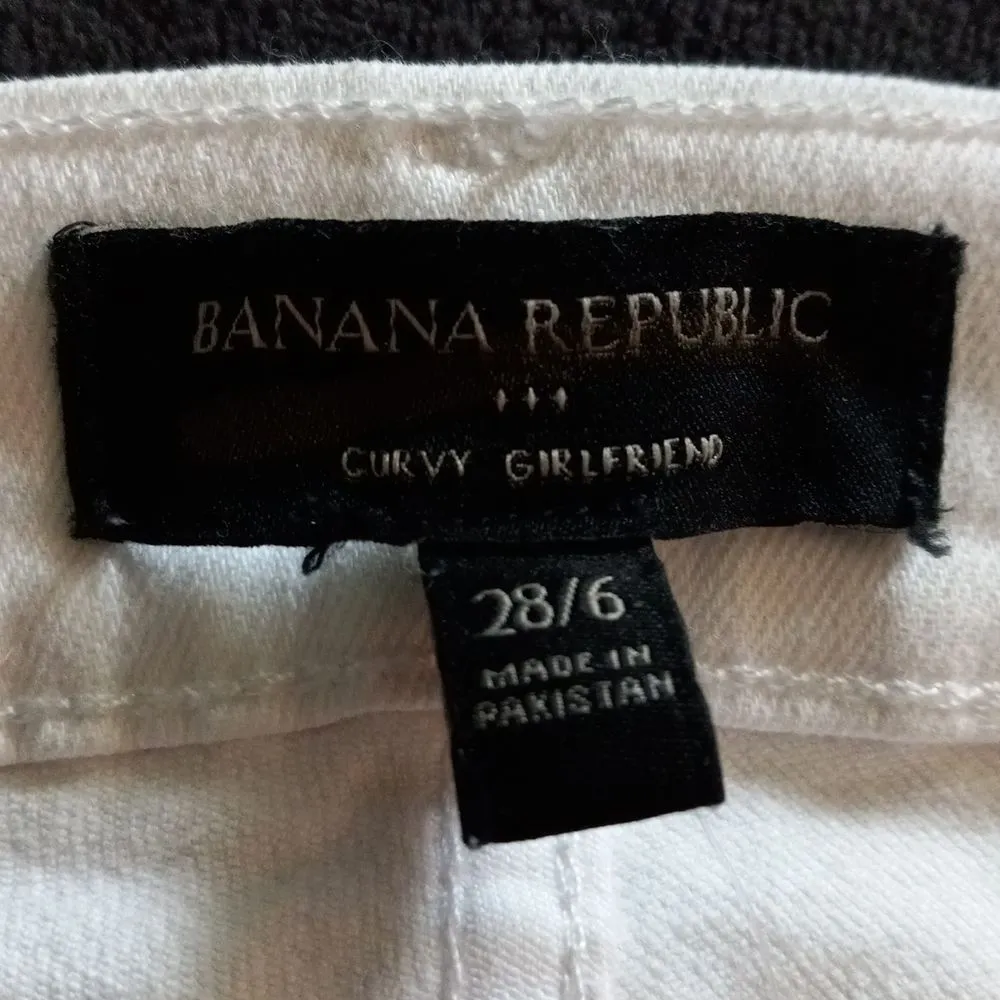 BANANA REPUBLIC
CURVY GIRLFRIEND
28/6
MADE IN
PAKISTAN